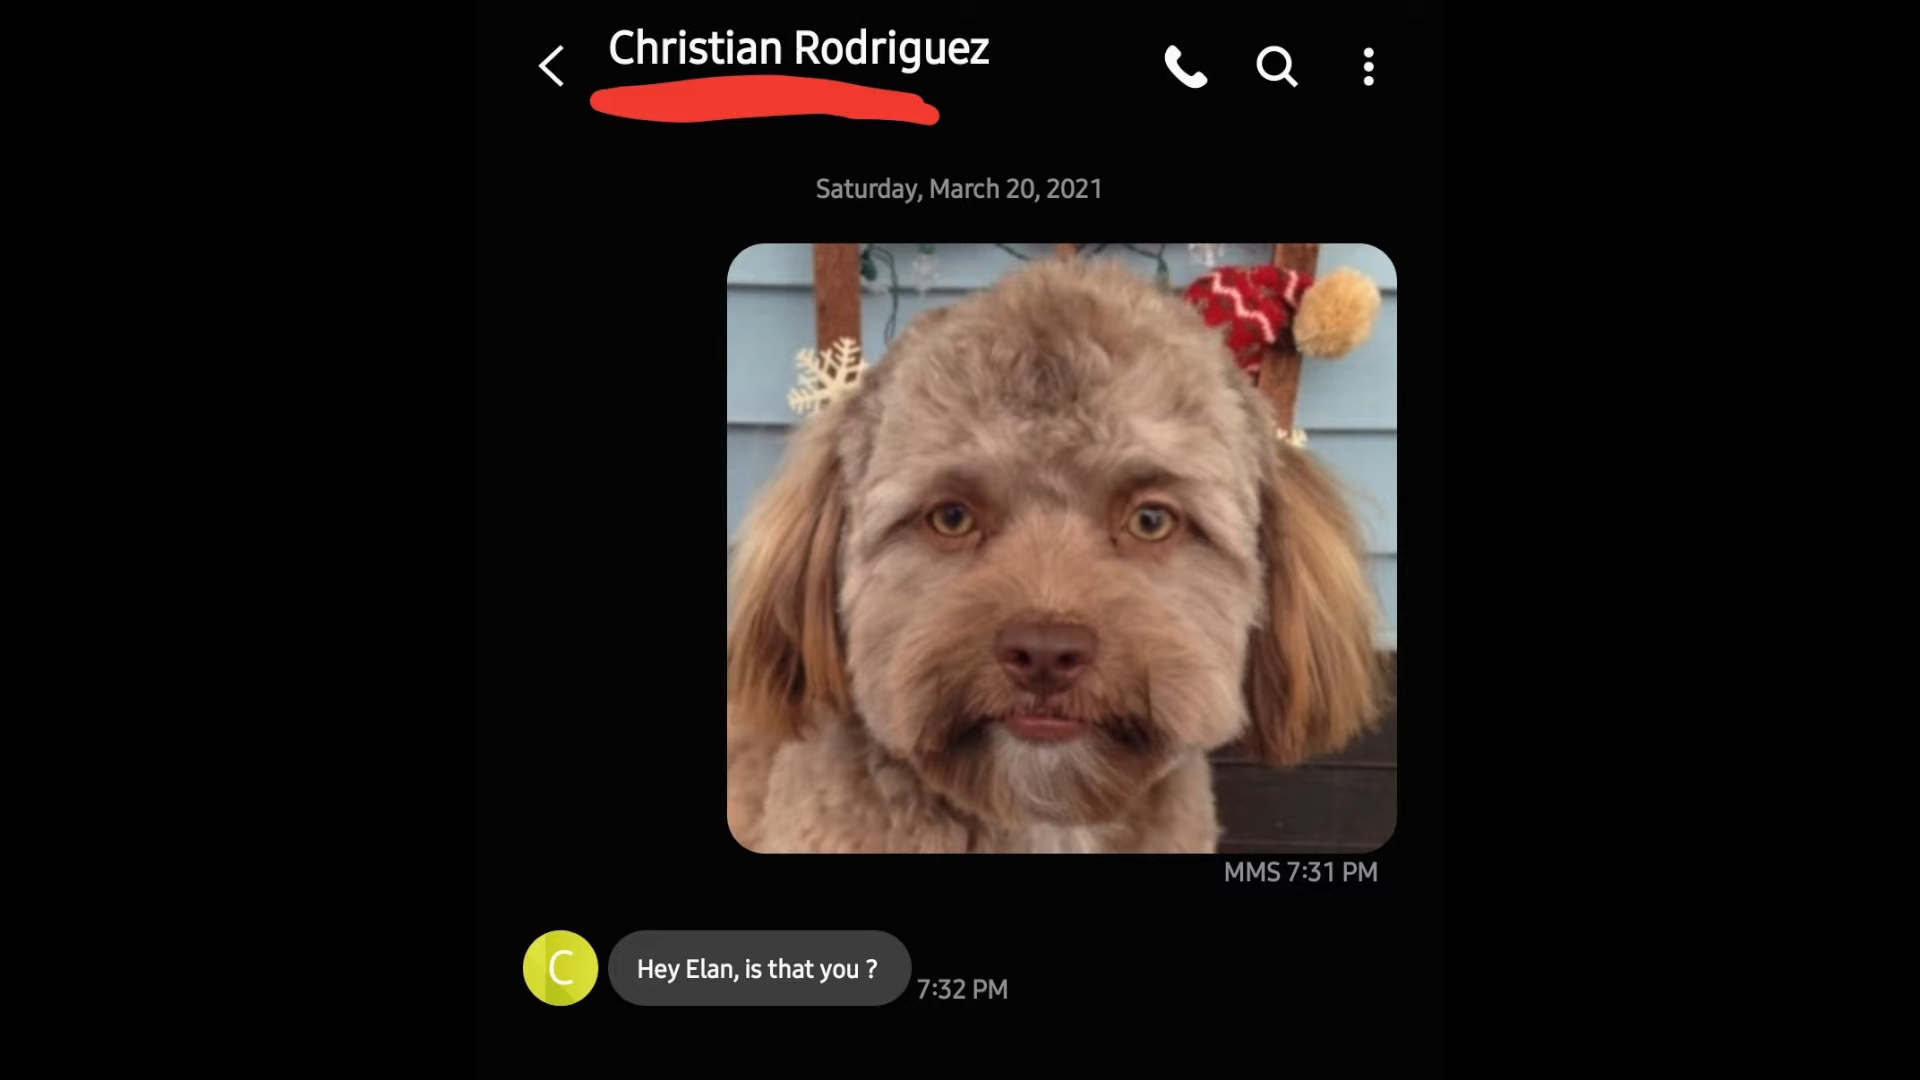 Christian Rodriguez
Saturday, March 20, 2021
MMS 7:31 PM
C
Hey Elan, is that you ?
7:32 PM